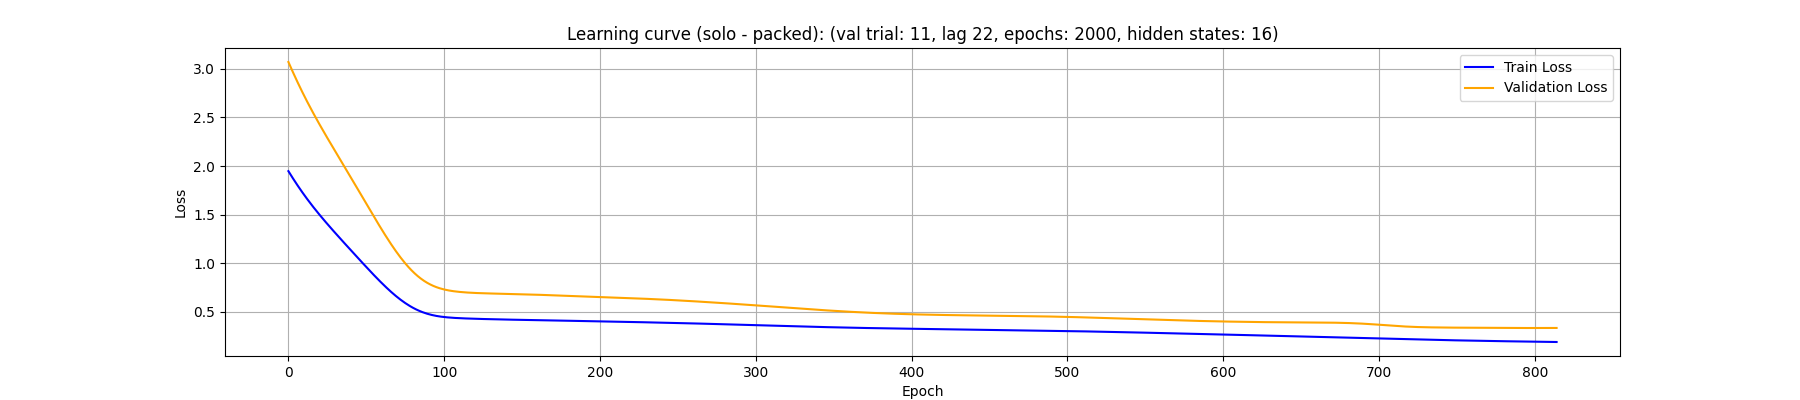 Learning curve (solo - packed): (val trial: 11, lag 22, epochs: 2000, hidden states: 16)
Train Loss
Validation Loss
3.0
2.5
2.0
1.5
1.0
0.5
Loss
0 100 200 300 400 500 600 700 800
Epoch